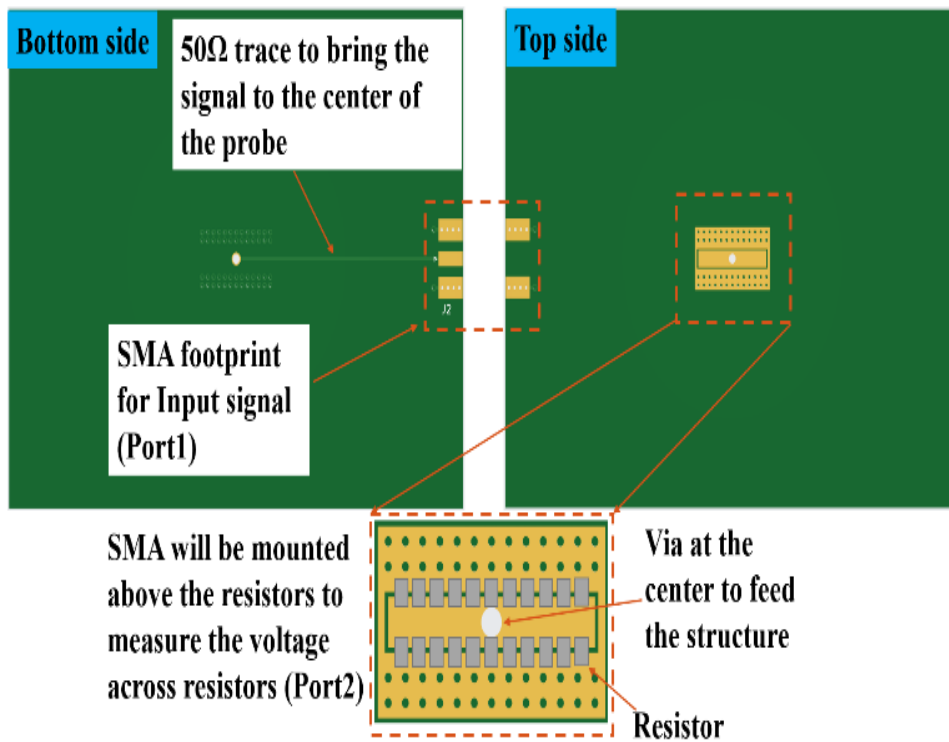 Bottom side
50Ω trace to bring the
signal to the center of
the probe
Top side
J2
SMA footprint
for Input signal
(Port1)
SMA will be mounted
above the resistors to
measure the voltage
across resistors (Port2)
Via at the
center to feed
the structure
Resistor